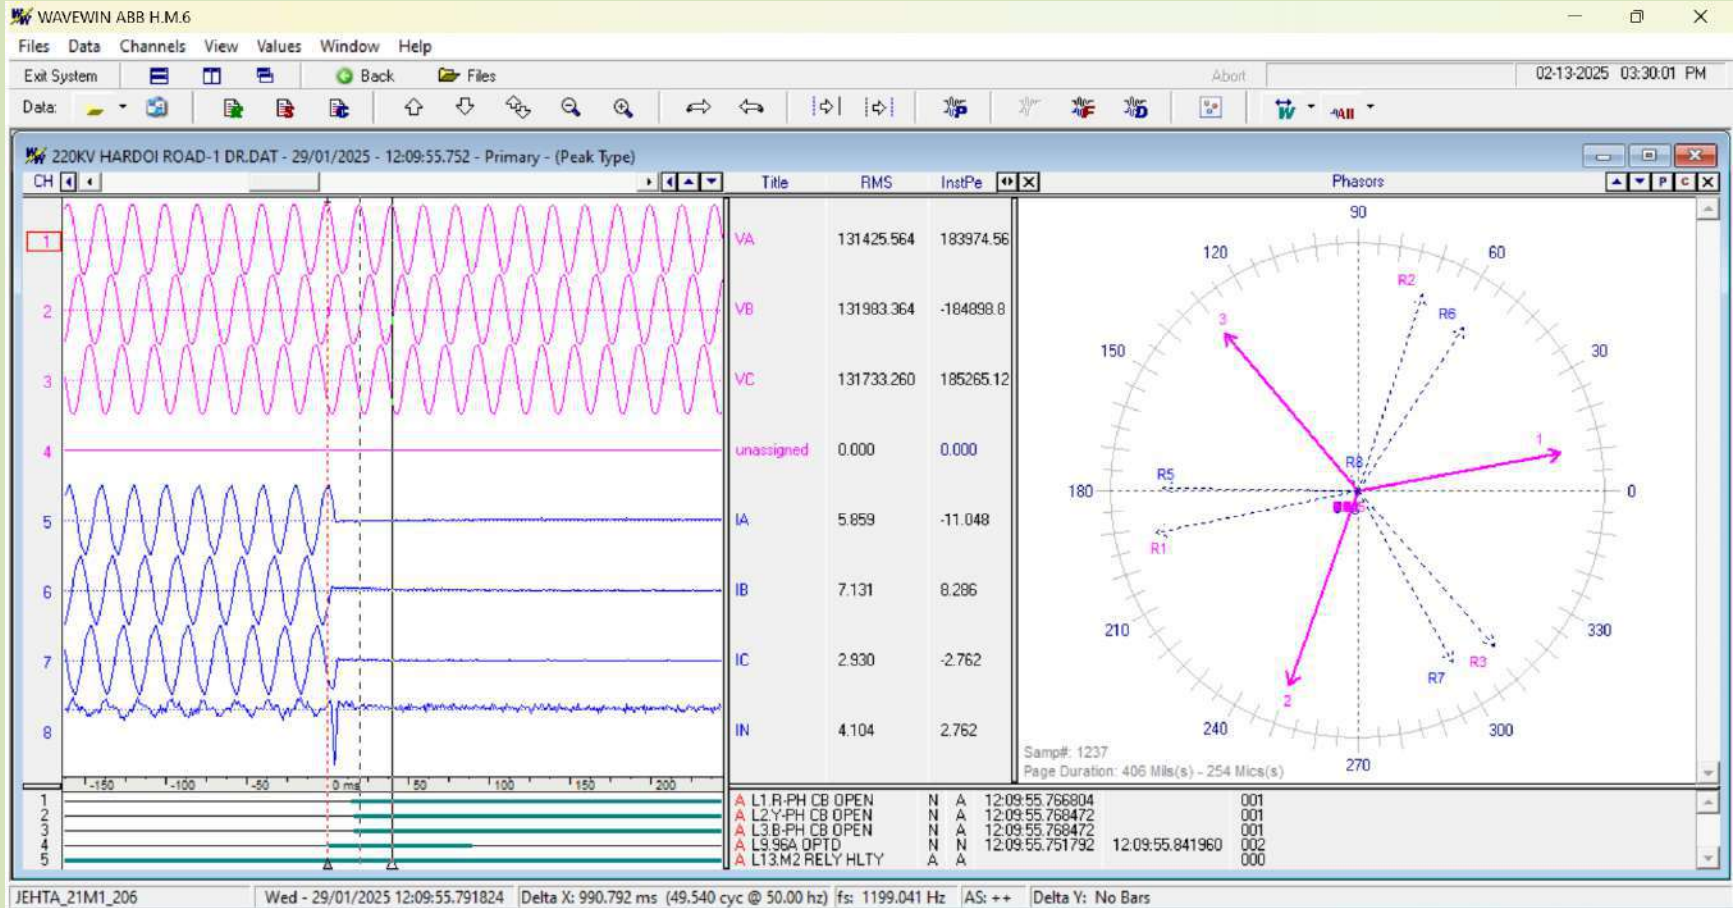 WAVEWIN ABB H.M.6
Files Data Channels View Values Window Help
Exit System Back Files Abort 02-13-2025 03:30:01 PM
Data:
220KV HARDOI ROAD-1 DR.DAT - 29/01/2025 - 12:09:55.752 - Primary - (Peak Type)
CH Title RMS InstPe Phasors P C X
1 VA 131425.564 183974.56
2 VB 131983.364 -184898.8
3 VC 131733.260 185265.12
4 unassigned 0.000 0.000
5 IA 5.859 -11.048
6 IB 7.131 8.286
7 IC 2.930 -2.762
8 IN 4.104 2.762
90
120 60
R2
R6
3
150 30
1
R8
R5
180 0
R1
210 330
R3
R7
2
240 300
270
Samp#: 1237
Page Duration: 406 Mils(s) - 254 Mics(s)
-150 -100 -50 0 ms 50 100 150 200
1 A L1.R-PH CB OPEN N A 12:09:55.766804 001
2 A L2.Y-PH CB OPEN N A 12:09:55.768472 001
3 A L3.B-PH CB OPEN N A 12:09:55.768472 001
4 A L9.96A OPTD N N 12:09:55.751792 12:09:55.841960 002
5 A L13.M2 RELY HLTY A A 000
JEHTA_21M1_206 Wed - 29/01/2025 12:09:55.791824 Delta X: 990.792 ms (49.540 cyc @ 50.00 hz) fs: 1199.041 Hz AS: ++ Delta Y: No Bars